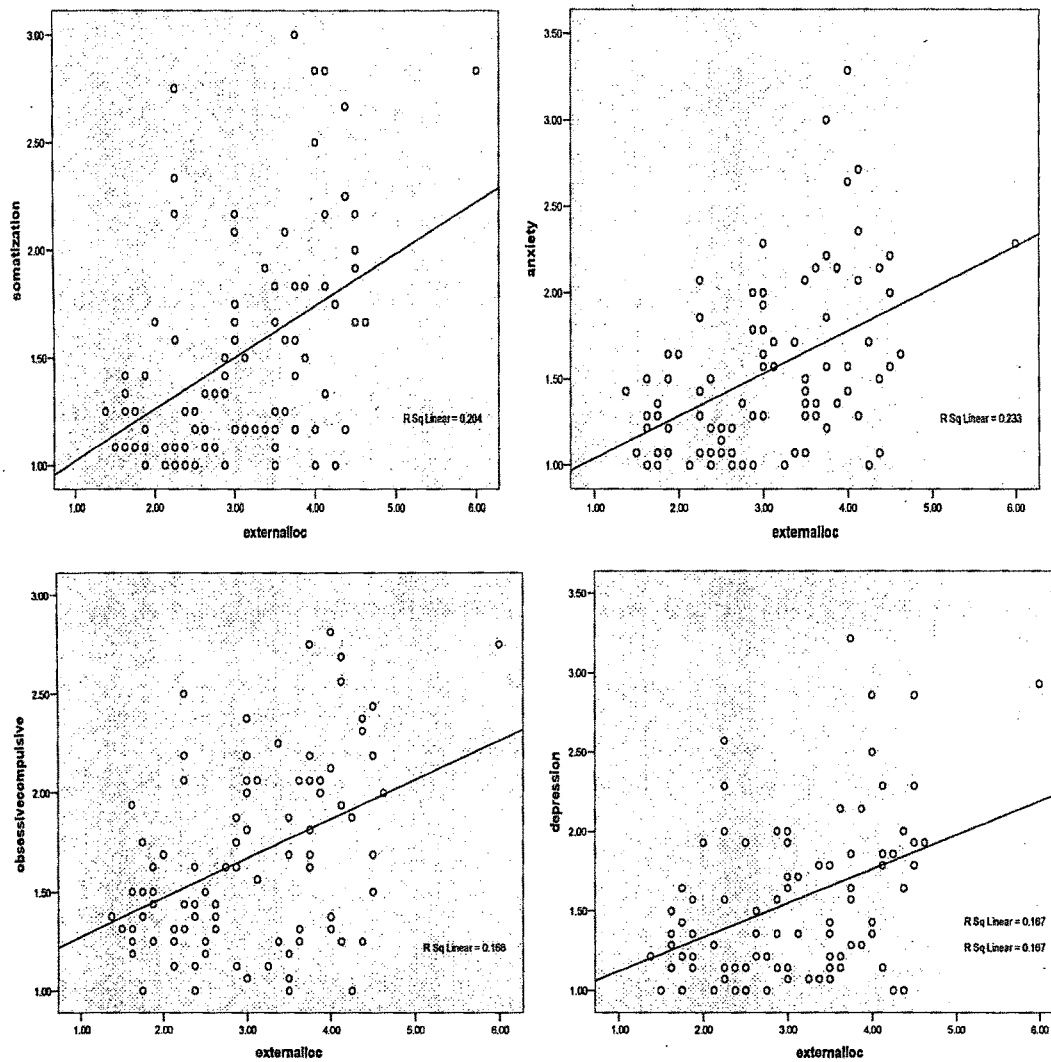 somatization
3.00
2.50
2.00
1.50
1.00
R Sq Linear = 0.204
1.00 2.00 3.00 4.00 5.00 6.00
externalloc
anxiety
3.50
3.00
2.50
2.00
1.50
1.00
R Sq Linear = 0.233
1.00 2.00 3.00 4.00 5.00 6.00
externalloc
obsessivecompulsive
3.00
2.50
2.00
1.50
1.00
R Sq Linear = 0.168
1.00 2.00 3.00 4.00 5.00 6.00
externalloc
depression
3.50
3.00
2.50
2.00
1.50
1.00
R Sq Linear = 0.167
R Sq Linear = 0.167
1.00 2.00 3.00 4.00 5.00 6.00
externalloc